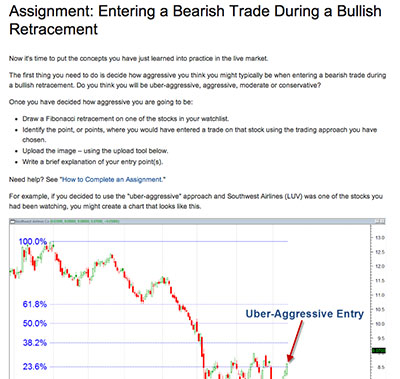 Assignment: Entering a Bearish Trade During a Bullish
Retracement
Now it's time to put the concepts you have just learned into practice in the live market.
The first thing you need to do is decide how aggressive you think you might typically be when entering a bearish trade during
a bullish retracement. Do you think you will be uber-aggressive, aggressive, moderate or conservative?
Once you have decided how aggressive you are going to be:
• Draw a Fibonacci retracement on one of the stocks in your watchlist.
• Identify the point, or points, where you would have entered a trade on that stock using the trading approach you have
chosen.
• Upload the image – using the upload tool below.
• Write a brief explanation of your entry point(s).
Need help? See "How to Complete an Assignment."
For example, if you decided to use the "uber-aggressive" approach and Southwest Airlines (LUV) was one of the stocks you
had been watching, you might create a chart that looks like this.
100.0%
13.0
12.5
12.0
11.5
61.8%
11.0
50.0%
10.5
Uber-Aggressive Entry
10.0
38.2%
9.5
23.6%
8.5